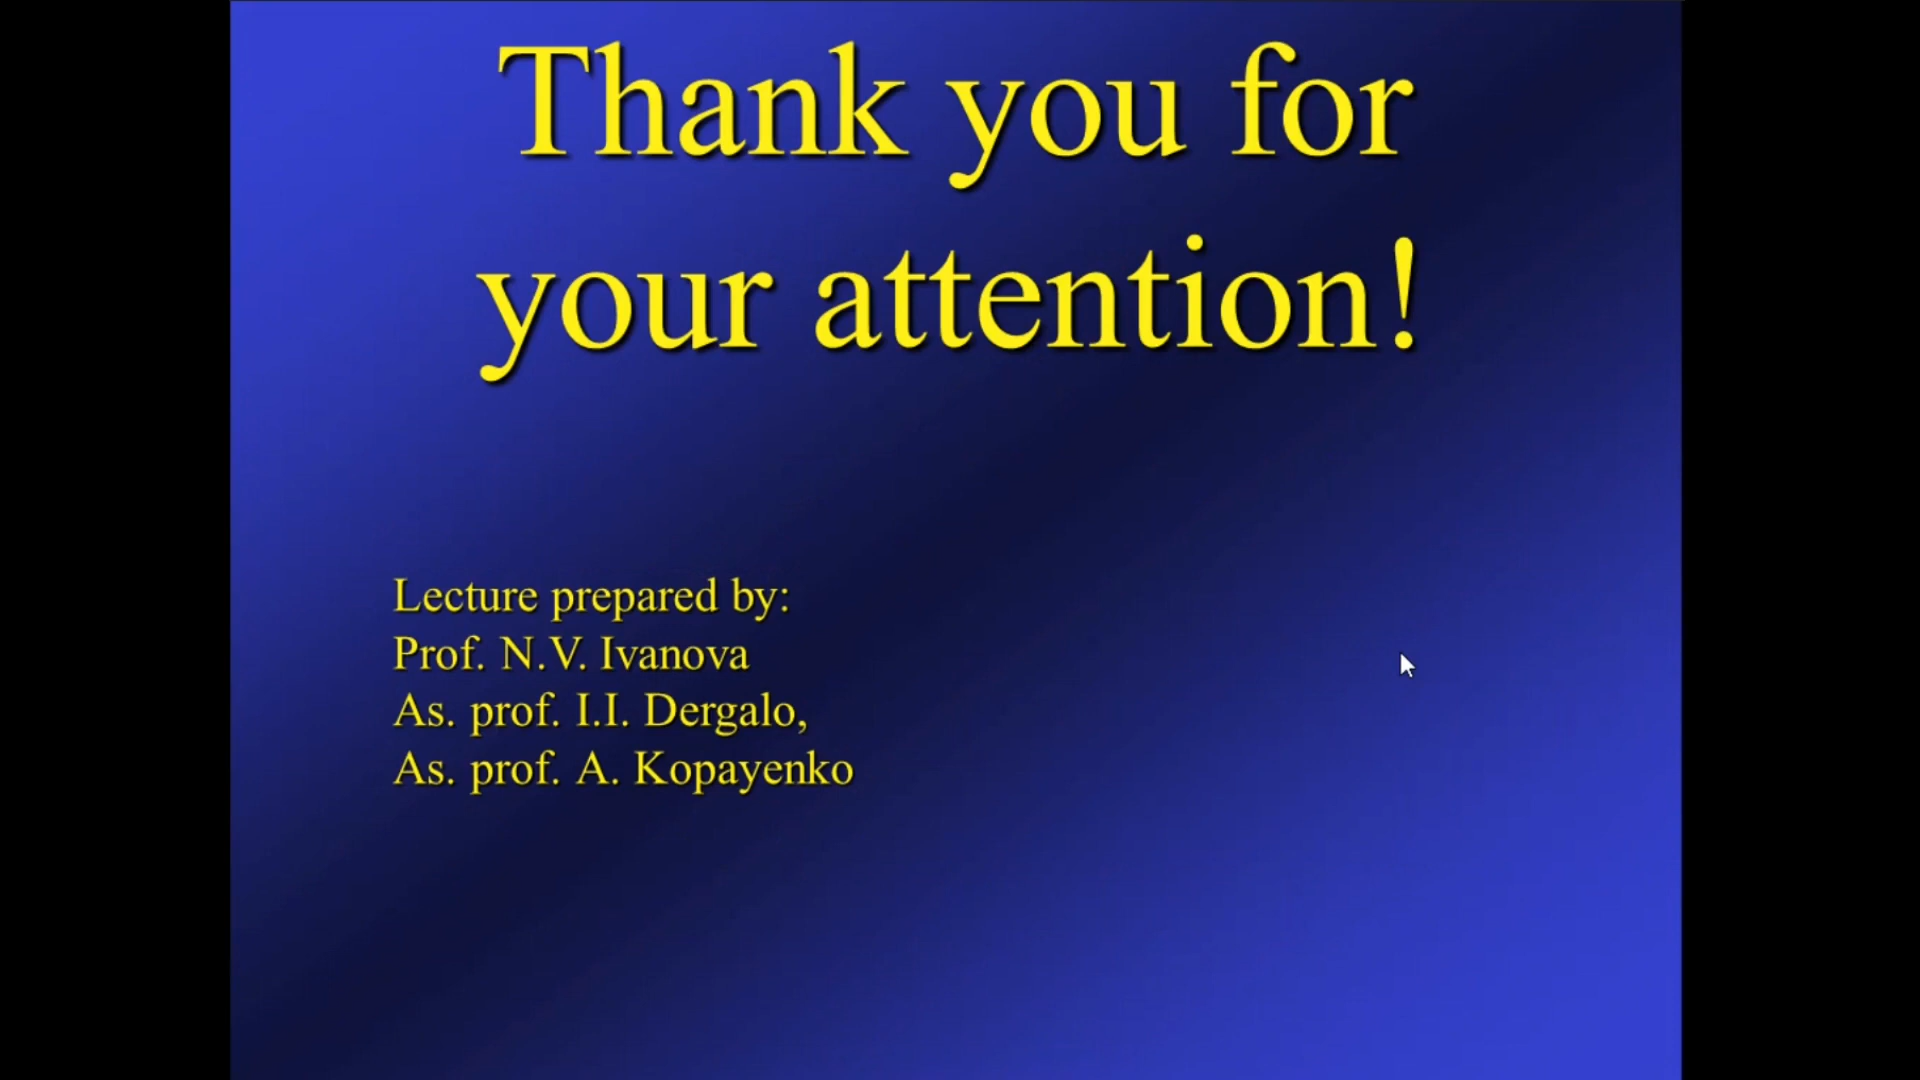 Thank you for
your attention!
Lecture prepared by:
Prof. N.V. Ivanova
As. prof. I.I. Dergalo,
As. prof. A. Kopayenko